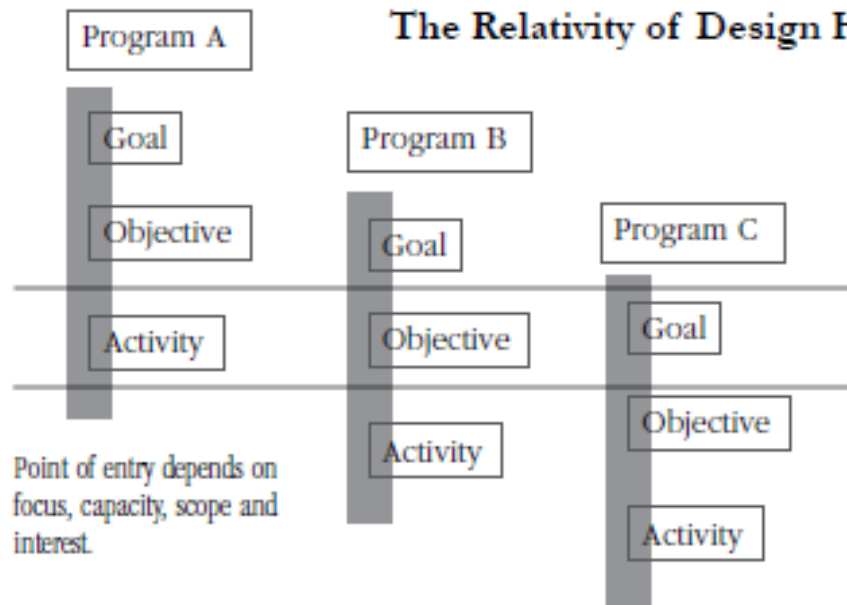 The Relativity of Design
Program A
Goal
Objective
Activity
Point of entry depends on
focus, capacity, scope and
interest.
Program B
Goal
Objective
Activity
Program C
Goal
Objective
Activity